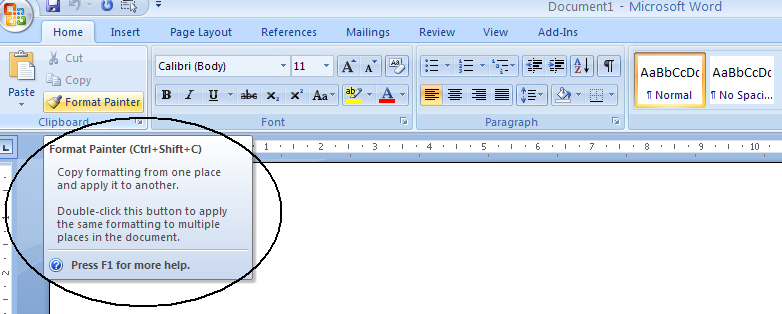 Document1 - Microsoft Word
Home Insert Page Layout References Mailings Review View Add-Ins
Paste
Cut
Copy
Format Painter
Clipboard
Calibri (Body) 11 A A Aa
B I U abc x₂ x² Aa ab A
Font
A Z ¶
Paragraph
AaBbCcDc AaBbCcDc
¶ Normal ¶ No Spaci...
1 2 3 4 5 6 7 8 9 10
Format Painter (Ctrl+Shift+C)
Copy formatting from one place
and apply it to another.
Double-click this button to apply
the same formatting to multiple
places in the document.
Press F1 for more help.
2